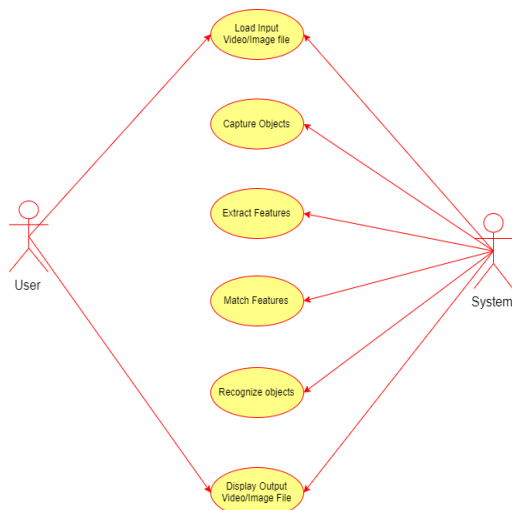 Load Input
Video/Image file
Capture Objects
Extract Features
User
Match Features
System
Recognize objects
Display Output
Video/Image File